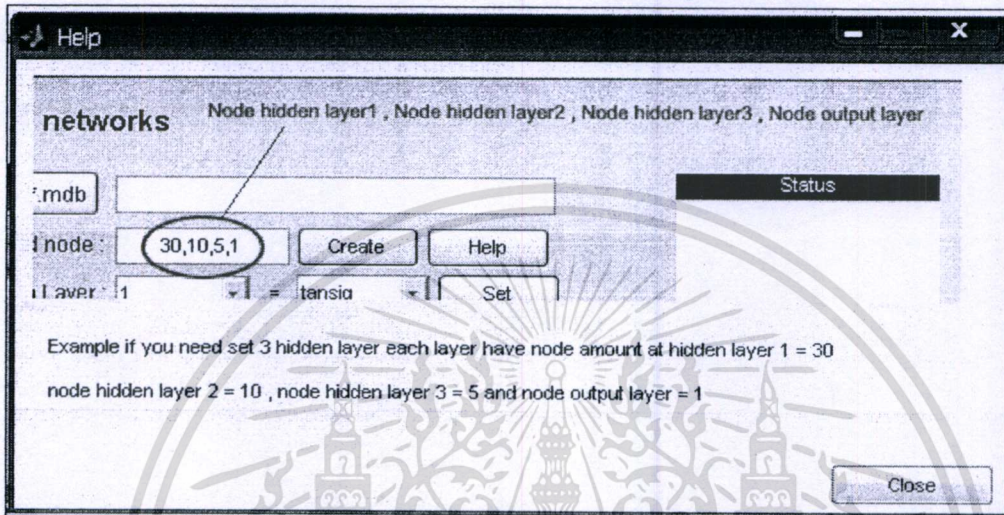 Help
networks
Node hidden layer1 , Node hidden layer2 , Node hidden layer3 , Node output layer
.mdb
Status
node :
30,10,5,1
Create
Help
Layer : 1 = tansig Set
Example if you need set 3 hidden layer each layer have node amount at hidden layer 1 = 30
node hidden layer 2 = 10 , node hidden layer 3 = 5 and node output layer = 1
Close